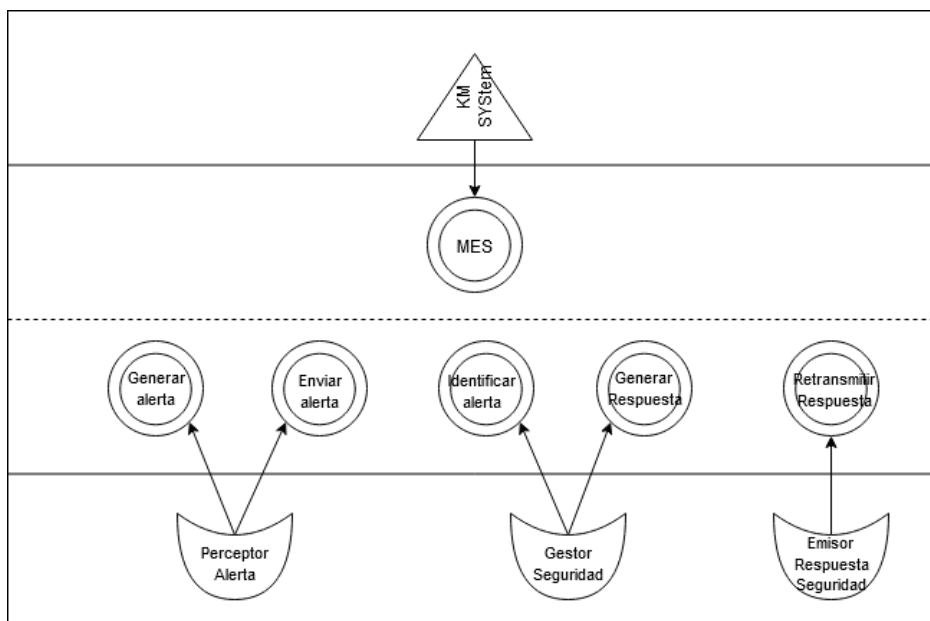 KM
SYStem
MES
Generar
alerta
Enviar
alerta
Identificar
alerta
Generar
Respuesta
Retransmitir
Respuesta
Perceptor
Alerta
Gestor
Seguridad
Emisor
Respuesta
Seguridad